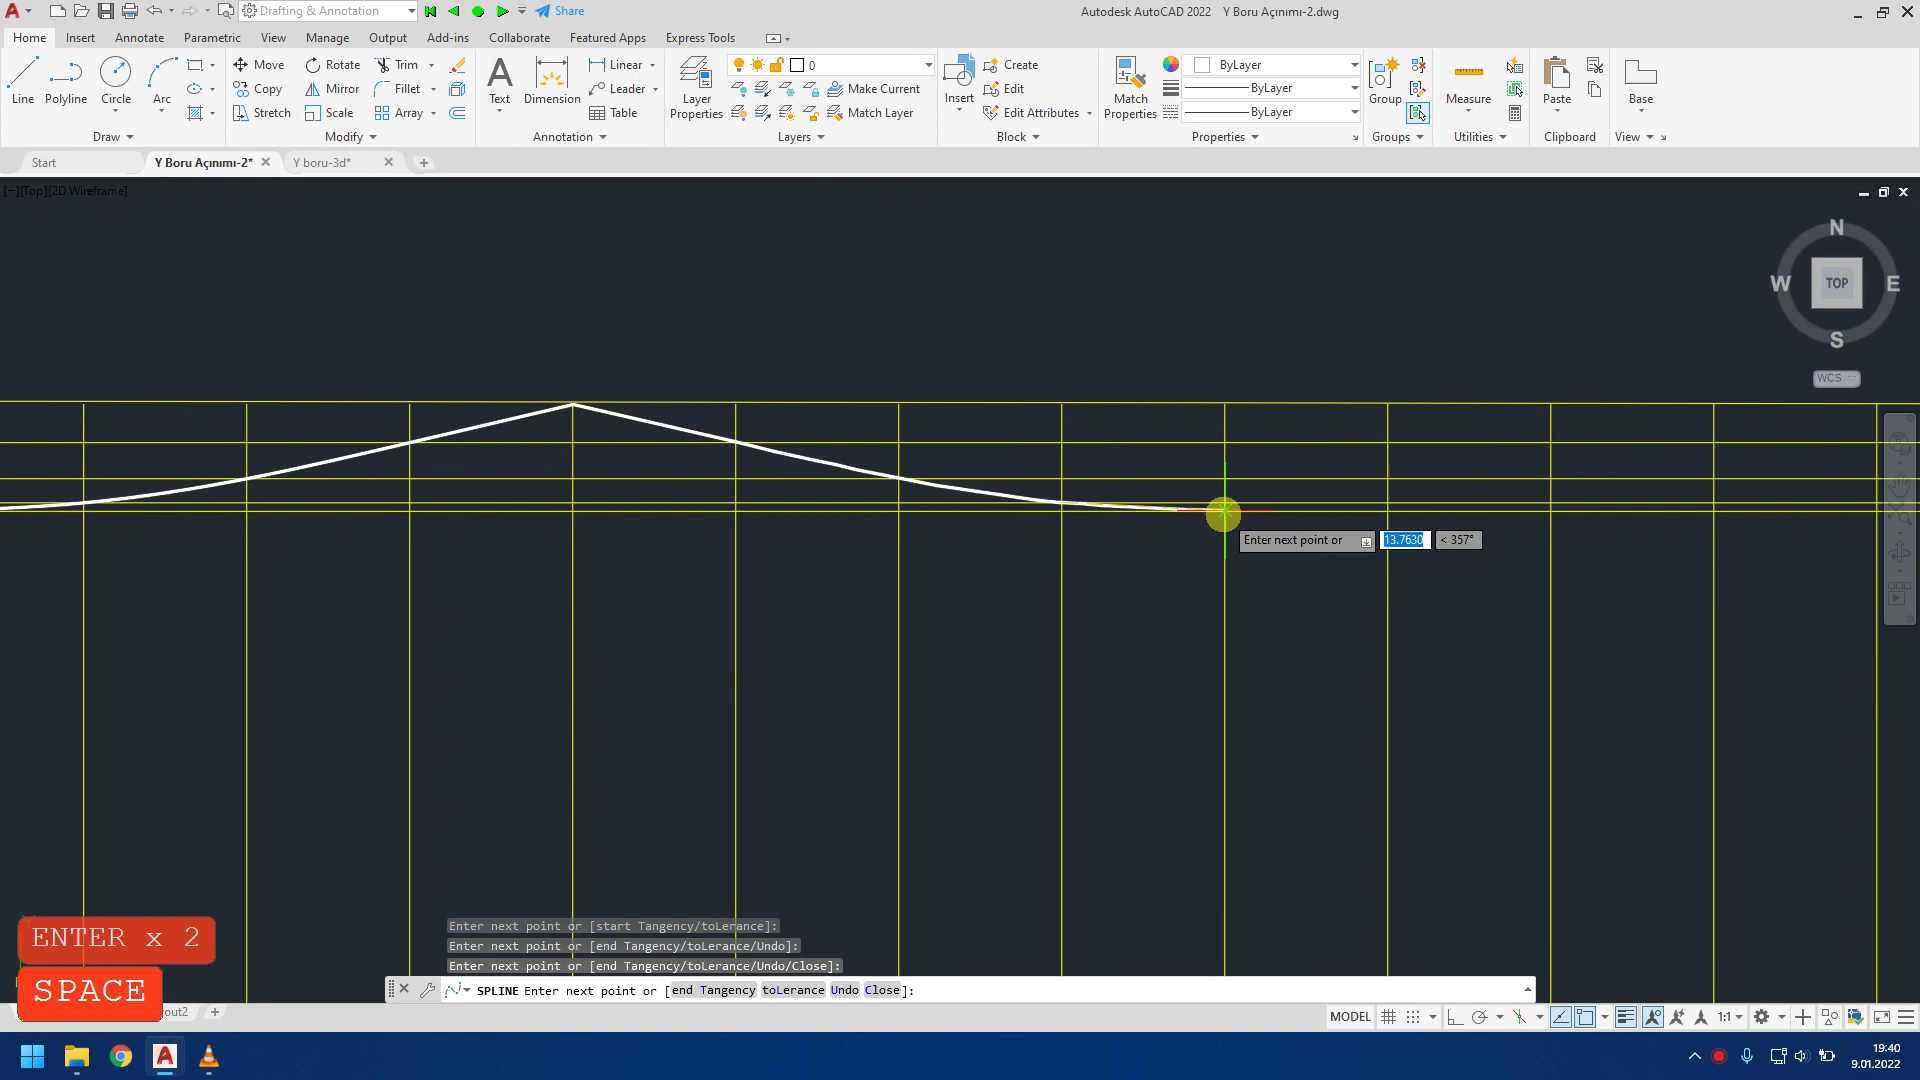 Drafting & Annotation
Share
Autodesk AutoCAD 2022 Y Boru Açınımı-2.dwg
Home Insert Annotate Parametric View Manage Output Add-ins Collaborate Featured Apps Express Tools
Line Polyline Circle Arc
Move Rotate Trim
Copy Mirror Fillet
Stretch Scale Array
Text Dimension
Linear
Leader
Table
Layer Properties
0
Make Current
Match Layer
Insert
Create
Edit
Edit Attributes
Match Properties
ByLayer
ByLayer
ByLayer
Group
Measure
Paste
Base
Draw Modify Annotation Layers Block Properties Groups Utilities Clipboard View
Start Y Boru Açınımı-2* Y boru-3d*
[−][Top][2D Wireframe]
N
W TOP E
S
WCS
Enter next point or 13.7630 < 357°
Enter next point or [start Tangency/toLerance]:
Enter next point or [end Tangency/toLerance/Undo]:
Enter next point or [end Tangency/toLerance/Undo/Close]:
SPLINE Enter next point or [end Tangency toLerance Undo Close]:
ENTER x 2
SPACE
out2
MODEL 1:1
19:40
9.01.2022